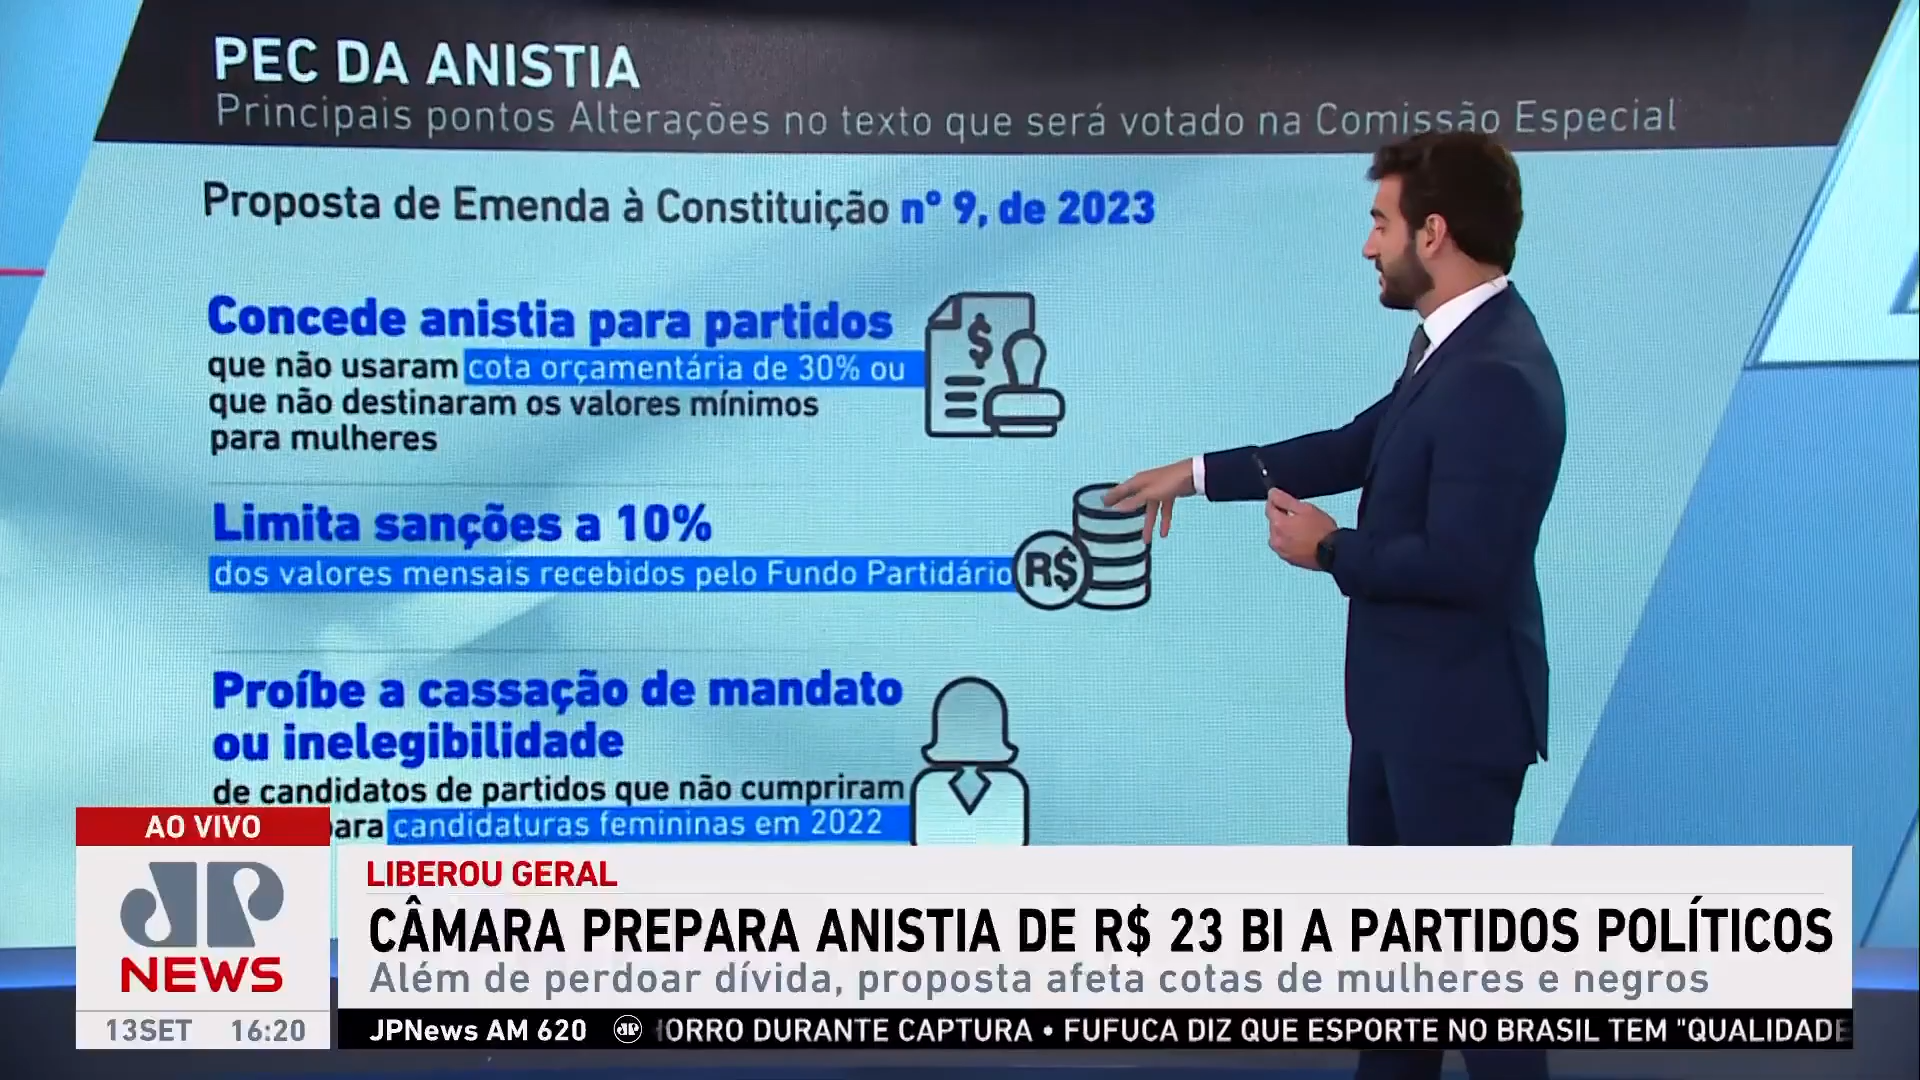 PEC DA ANISTIA
Principais pontos Alterações no texto que será votado na Comissão Especial
Proposta de Emenda à Constituição nº 9, de 2023
Concede anistia para partidos
que não usaram cota orçamentária de 30% ou
que não destinaram os valores mínimos
para mulheres
$
Limita sanções a 10%
dos valores mensais recebidos pelo Fundo Partidário
R$
Proíbe a cassação de mandato
ou inelegibilidade
de candidatos de partidos que não cumpriram
candidaturas femininas em 2022
AO VIVO
JP
NEWS
13SET 16:20
LIBEROU GERAL
CÂMARA PREPARA ANISTIA DE R$ 23 BI A PARTIDOS POLÍTICOS
Além de perdoar dívida, proposta afeta cotas de mulheres e negros
JPNews AM 620 JP DURANTE CAPTURA • FUFUCA DIZ QUE ESPORTE NO BRASIL TEM "QUALIDADE